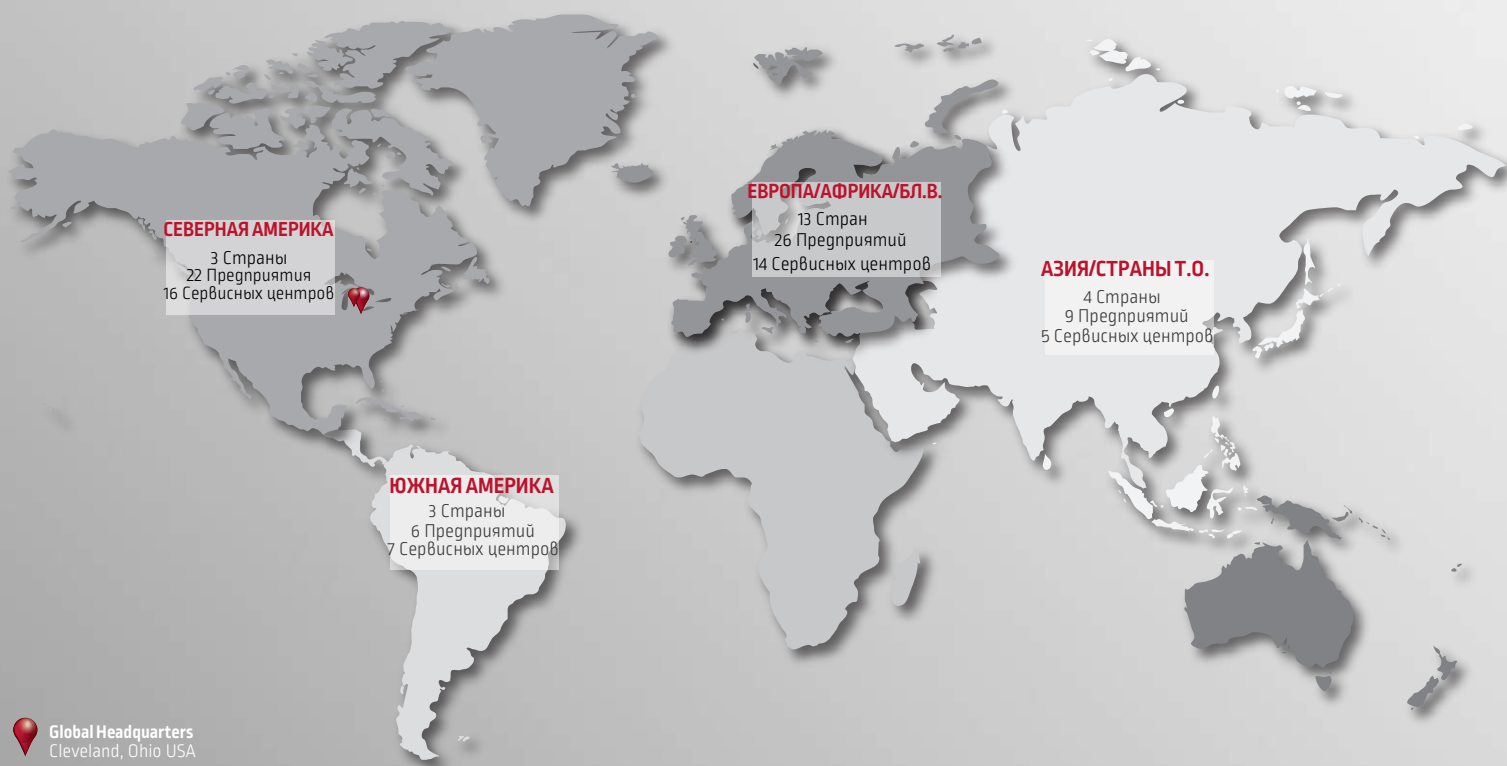 СЕВЕРНАЯ АМЕРИКА
3 Страны
22 Предприятия
16 Сервисных центров
ЕВРОПА/АФРИКА/БЛ.В.
13 Стран
26 Предприятий
14 Сервисных центров
АЗИЯ/СТРАНЫ Т.О.
4 Страны
9 Предприятий
5 Сервисных центров
ЮЖНАЯ АМЕРИКА
3 Страны
6 Предприятий
7 Сервисных центров
Global Headquarters
Cleveland, Ohio USA